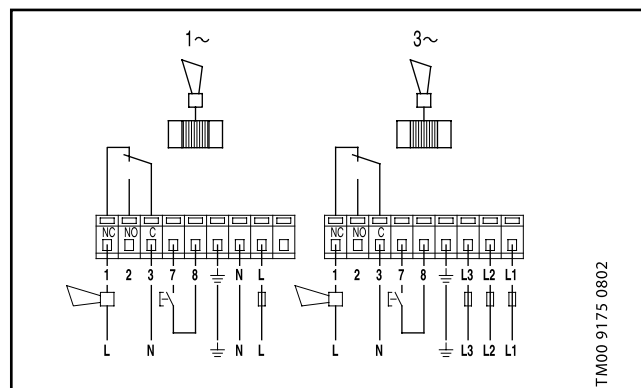 1∼ 3∼
NC NO C NC NO C
1 2 3 7 8 N L 1 2 3 7 8 L3 L2 L1
L N N L L N L3 L2 L1
TM00 9175 0802